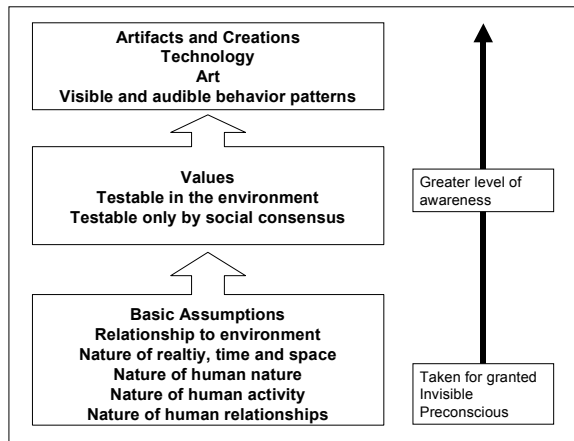 Artifacts and Creations
Technology
Art
Visible and audible behavior patterns
Values
Testable in the environment
Testable only by social consensus
Greater level of
awareness
Basic Assumptions
Relationship to environment
Nature of realtiy, time and space
Nature of human nature
Nature of human activity
Nature of human relationships
Taken for granted
Invisible
Preconscious